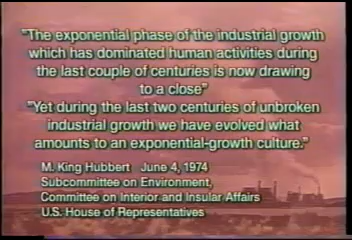 "The exponential phase of the industrial growth
which has dominated human activities during
the last couple of centuries is now drawing
to a close"
"Yet during the last two centuries of unbroken
industrial growth we have evolved what
amounts to an exponential-growth culture."
M. King Hubbert June 4, 1974
Subcommittee on Environment,
Committee on Interior and Insular Affairs
U.S. House of Representatives